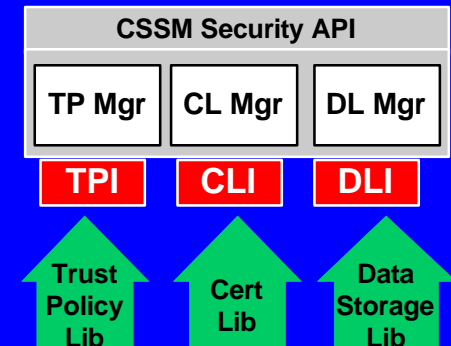 CSSM Security API
TP Mgr CL Mgr DL Mgr
TPI CLI DLI
Trust
Policy
Lib
Cert
Lib
Data
Storage
Lib